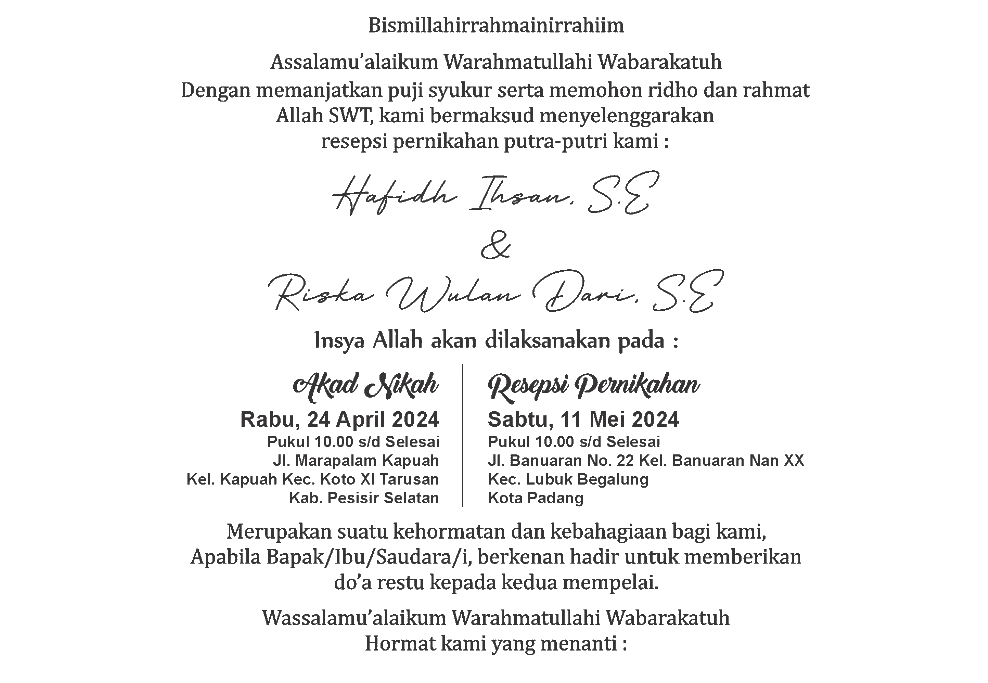 Bismillahirrahmainirrahiim
Assalamu'alaikum Warahmatullahi Wabarakatuh
Dengan memanjatkan puji syukur serta memohon ridho dan rahmat
Allah SWT, kami bermaksud menyelenggarakan
resepsi pernikahan putra-putri kami :
Hafidh Ihsan, S.E
&
Riska Wulan Dari, S.E
Insya Allah akan dilaksanakan pada :
Akad Nikah
Rabu, 24 April 2024
Pukul 10.00 s/d Selesai
Jl. Marapalam Kapuah
Kel. Kapuah Kec. Koto XI Tarusan
Kab. Pesisir Selatan
Resepsi Pernikahan
Sabtu, 11 Mei 2024
Pukul 10.00 s/d Selesai
Jl. Banuaran No. 22 Kel. Banuaran Nan XX
Kec. Lubuk Begalung
Kota Padang
Merupakan suatu kehormatan dan kebahagiaan bagi kami,
Apabila Bapak/Ibu/Saudara/i, berkenan hadir untuk memberikan
do'a restu kepada kedua mempelai.
Wassalamu'alaikum Warahmatullahi Wabarakatuh
Hormat kami yang menanti :